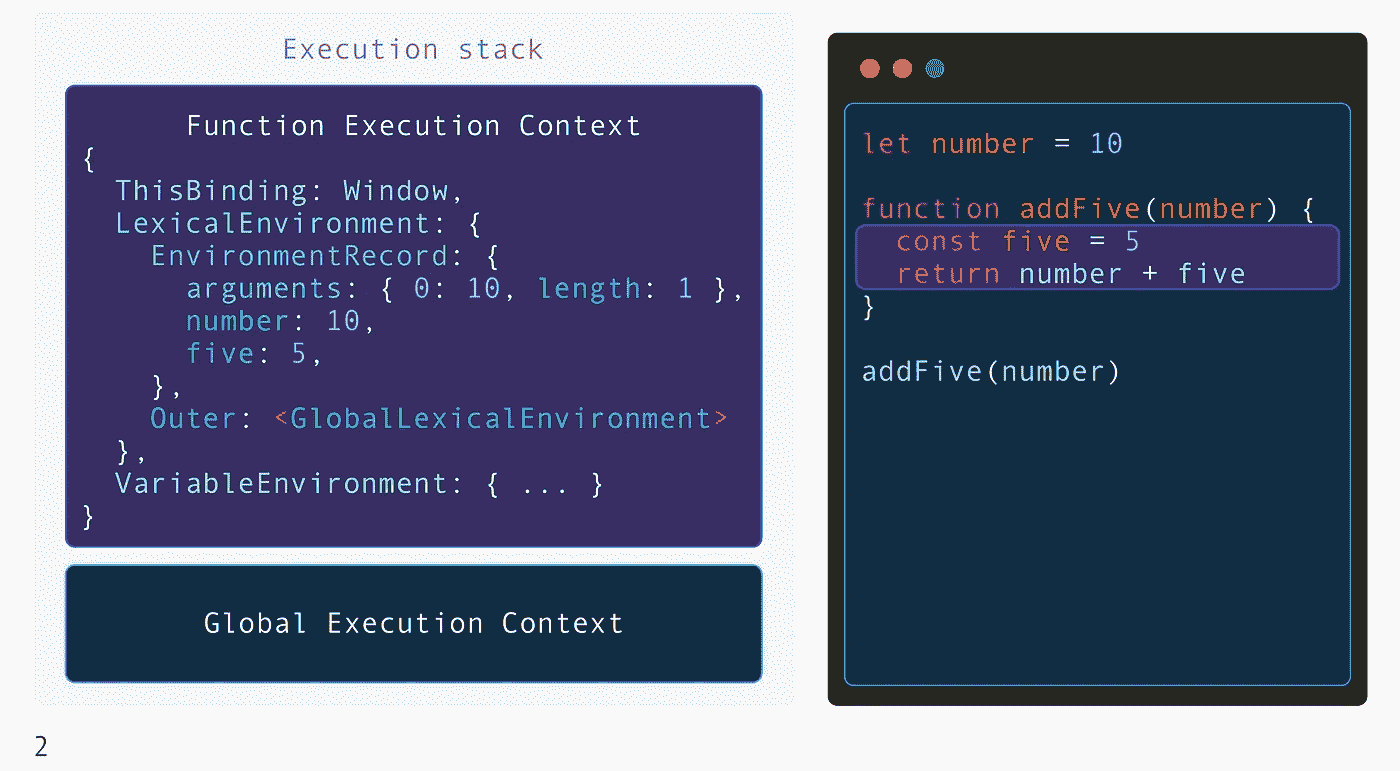 Execution stack
Function Execution Context
{
  ThisBinding: Window,
  LexicalEnvironment: {
    EnvironmentRecord: {
      arguments: { 0: 10, length: 1 },
      number: 10,
      five: 5,
    },
    Outer: <GlobalLexicalEnvironment>
  },
  VariableEnvironment: { ... }
}
Global Execution Context
let number = 10
function addFive(number) {
  const five = 5
  return number + five
}
addFive(number)
2